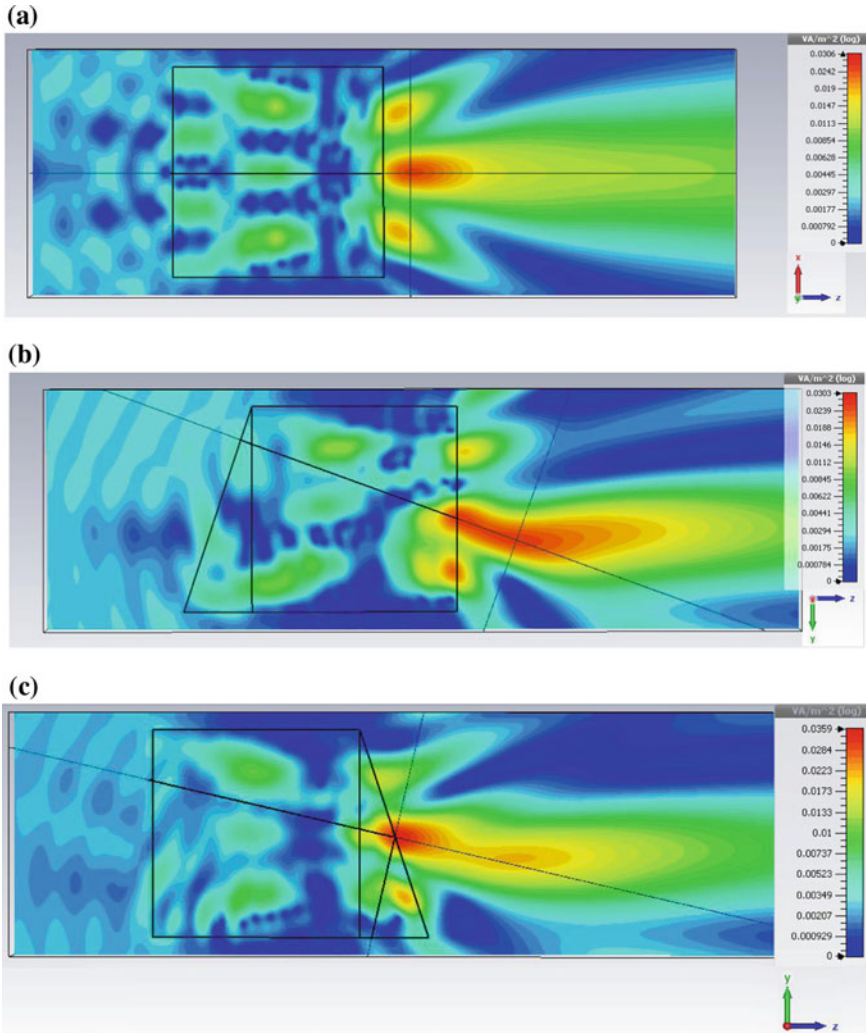 (a)
VA/m^2 (log)
0.0306
0.0242
0.0147
0.0113
0.00854
0.00628
0.00445
0.00297
0.00177
0.000792
0
x
y
z
(b)
VA/m^2 (log)
0.0303
0.0239
0.0188
0.0146
0.0112
0.00845
0.00622
0.00441
0.00294
0.00175
0.000784
0
z
y
(c)
VA/m^2 (log)
0.0359
0.0284
0.0223
0.0173
0.0133
0.01
0.00737
0.00523
0.00349
0.00207
0.000929
0
y
z